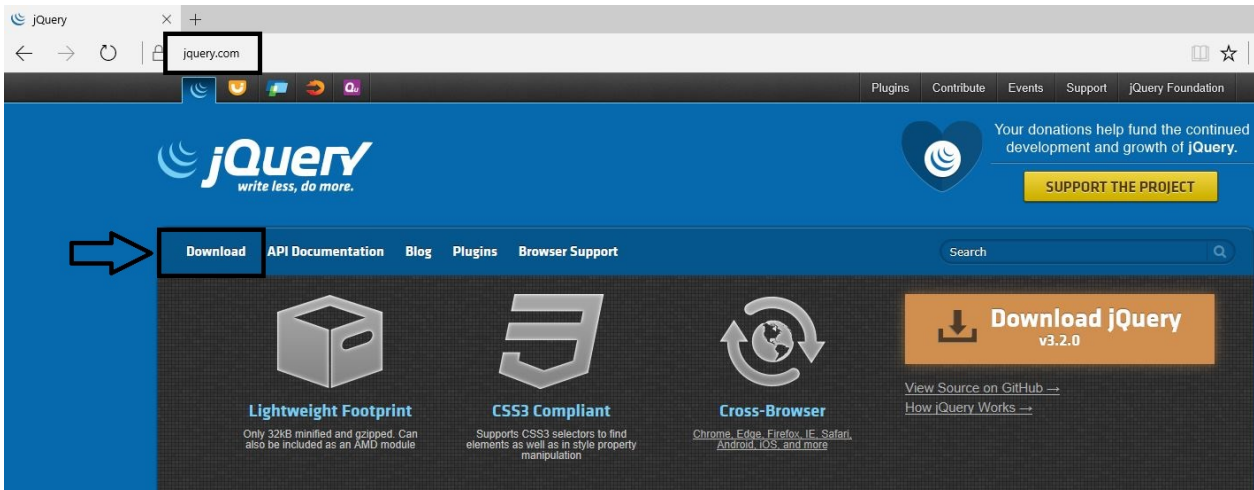 jQuery
jquery.com
Qu
Plugins Contribute Events Support jQuery Foundation
jQuery
write less, do more.
Your donations help fund the continued
development and growth of jQuery.
SUPPORT THE PROJECT
Download API Documentation Blog Plugins Browser Support
Search
Download jQuery
v3.2.0
View Source on GitHub →
How jQuery Works →
Lightweight Footprint
Only 32kB minified and gzipped. Can
also be included as an AMD module
CSS3 Compliant
Supports CSS3 selectors to find
elements as well as in style property
manipulation
Cross-Browser
Chrome, Edge, Firefox, IE, Safari,
Android, iOS, and more